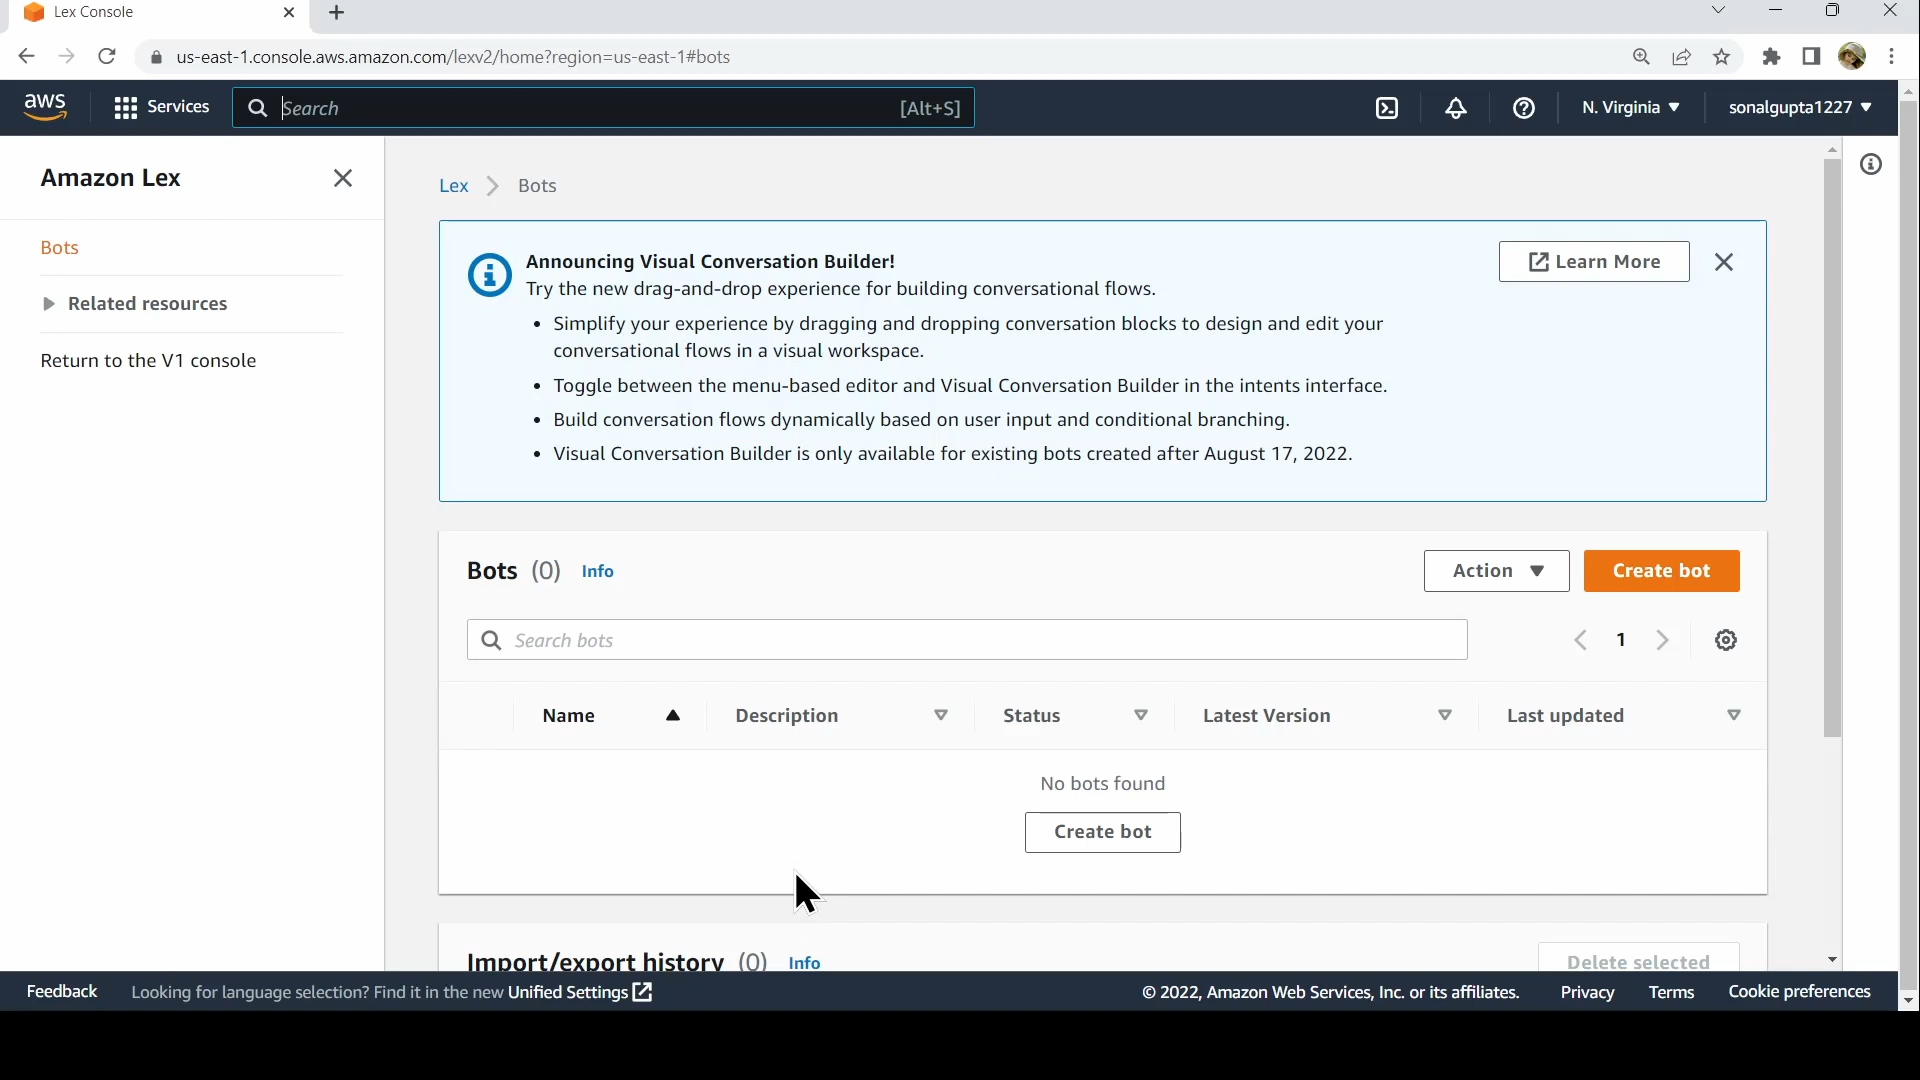 Lex Console
us-east-1.console.aws.amazon.com/lexv2/home?region=us-east-1#bots
aws
Services
Search
[Alt+S]
N. Virginia
sonalgupta1227
Amazon Lex
Bots
Related resources
Return to the V1 console
Lex
Bots
Announcing Visual Conversation Builder!
Learn More
Try the new drag-and-drop experience for building conversational flows.
• Simplify your experience by dragging and dropping conversation blocks to design and edit your
conversational flows in a visual workspace.
• Toggle between the menu-based editor and Visual Conversation Builder in the intents interface.
• Build conversation flows dynamically based on user input and conditional branching.
• Visual Conversation Builder is only available for existing bots created after August 17, 2022.
Bots (0) Info
Action
Create bot
Search bots
1
Name
Description
Status
Latest Version
Last updated
No bots found
Create bot
Import/export history (0) Info
Delete selected
Feedback
Looking for language selection? Find it in the new Unified Settings
© 2022, Amazon Web Services, Inc. or its affiliates.
Privacy
Terms
Cookie preferences